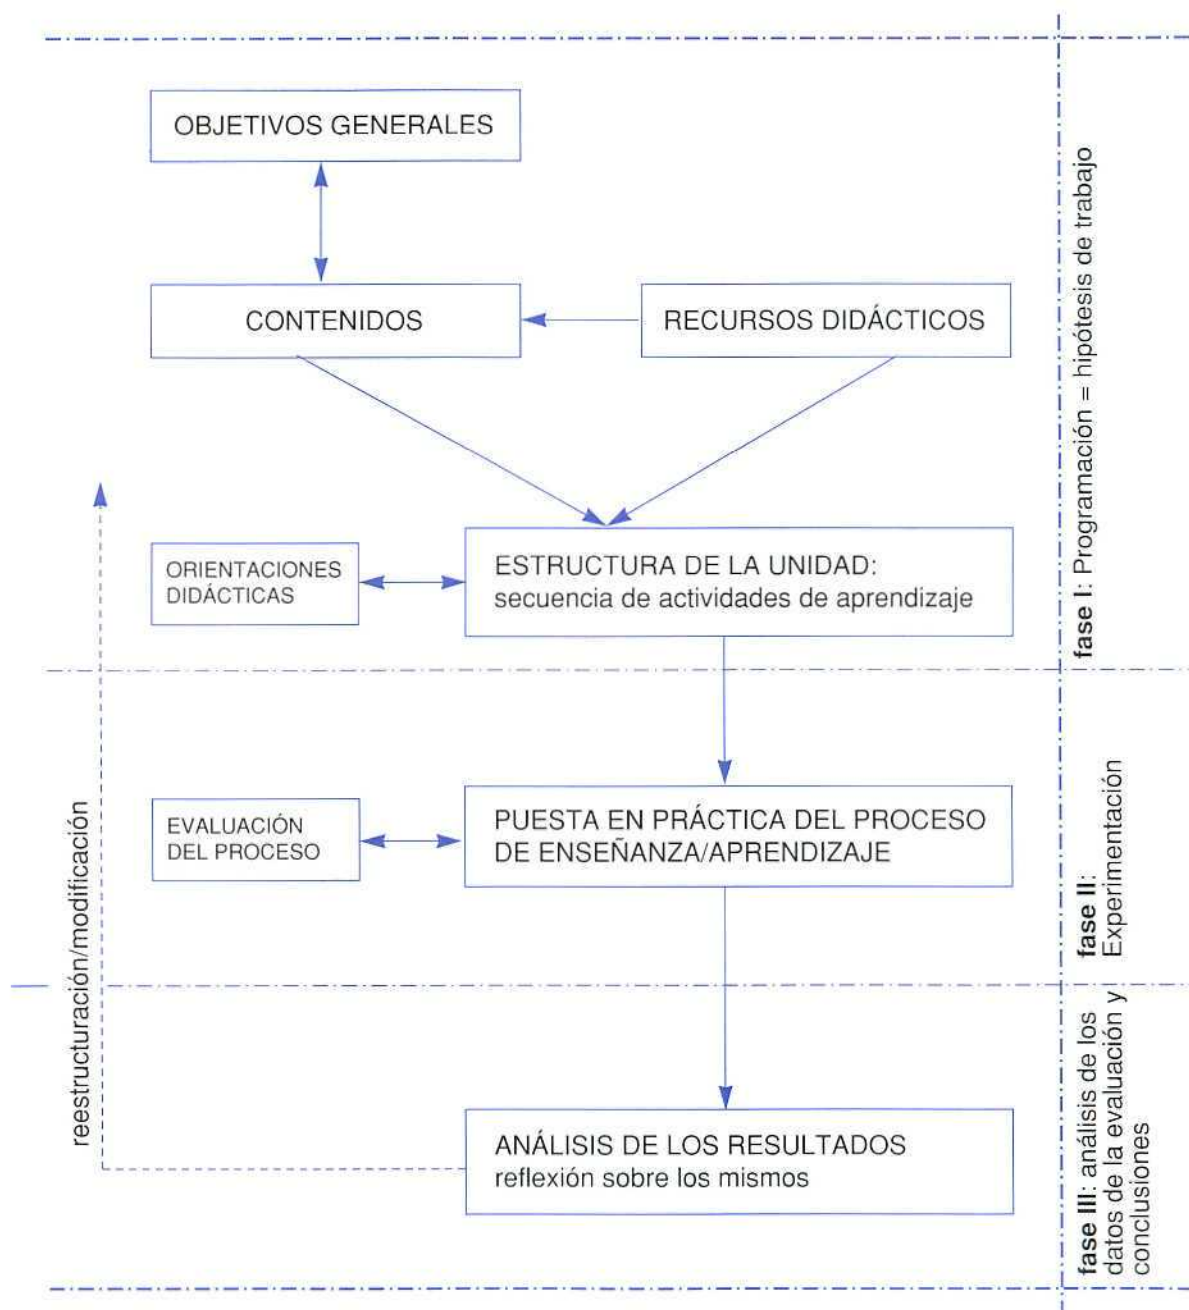 OBJETIVOS GENERALES
CONTENIDOS
RECURSOS DIDÁCTICOS
ORIENTACIONES
DIDÁCTICAS
ESTRUCTURA DE LA UNIDAD:
secuencia de actividades de aprendizaje
fase I: Programación = hipótesis de trabajo
EVALUACIÓN
DEL PROCESO
PUESTA EN PRÁCTICA DEL PROCESO
DE ENSEÑANZA/APRENDIZAJE
fase II:
Experimentación
reestructuración/modificación
ANÁLISIS DE LOS RESULTADOS
reflexión sobre los mismos
fase III: análisis de los
datos de la evaluación y
conclusiones